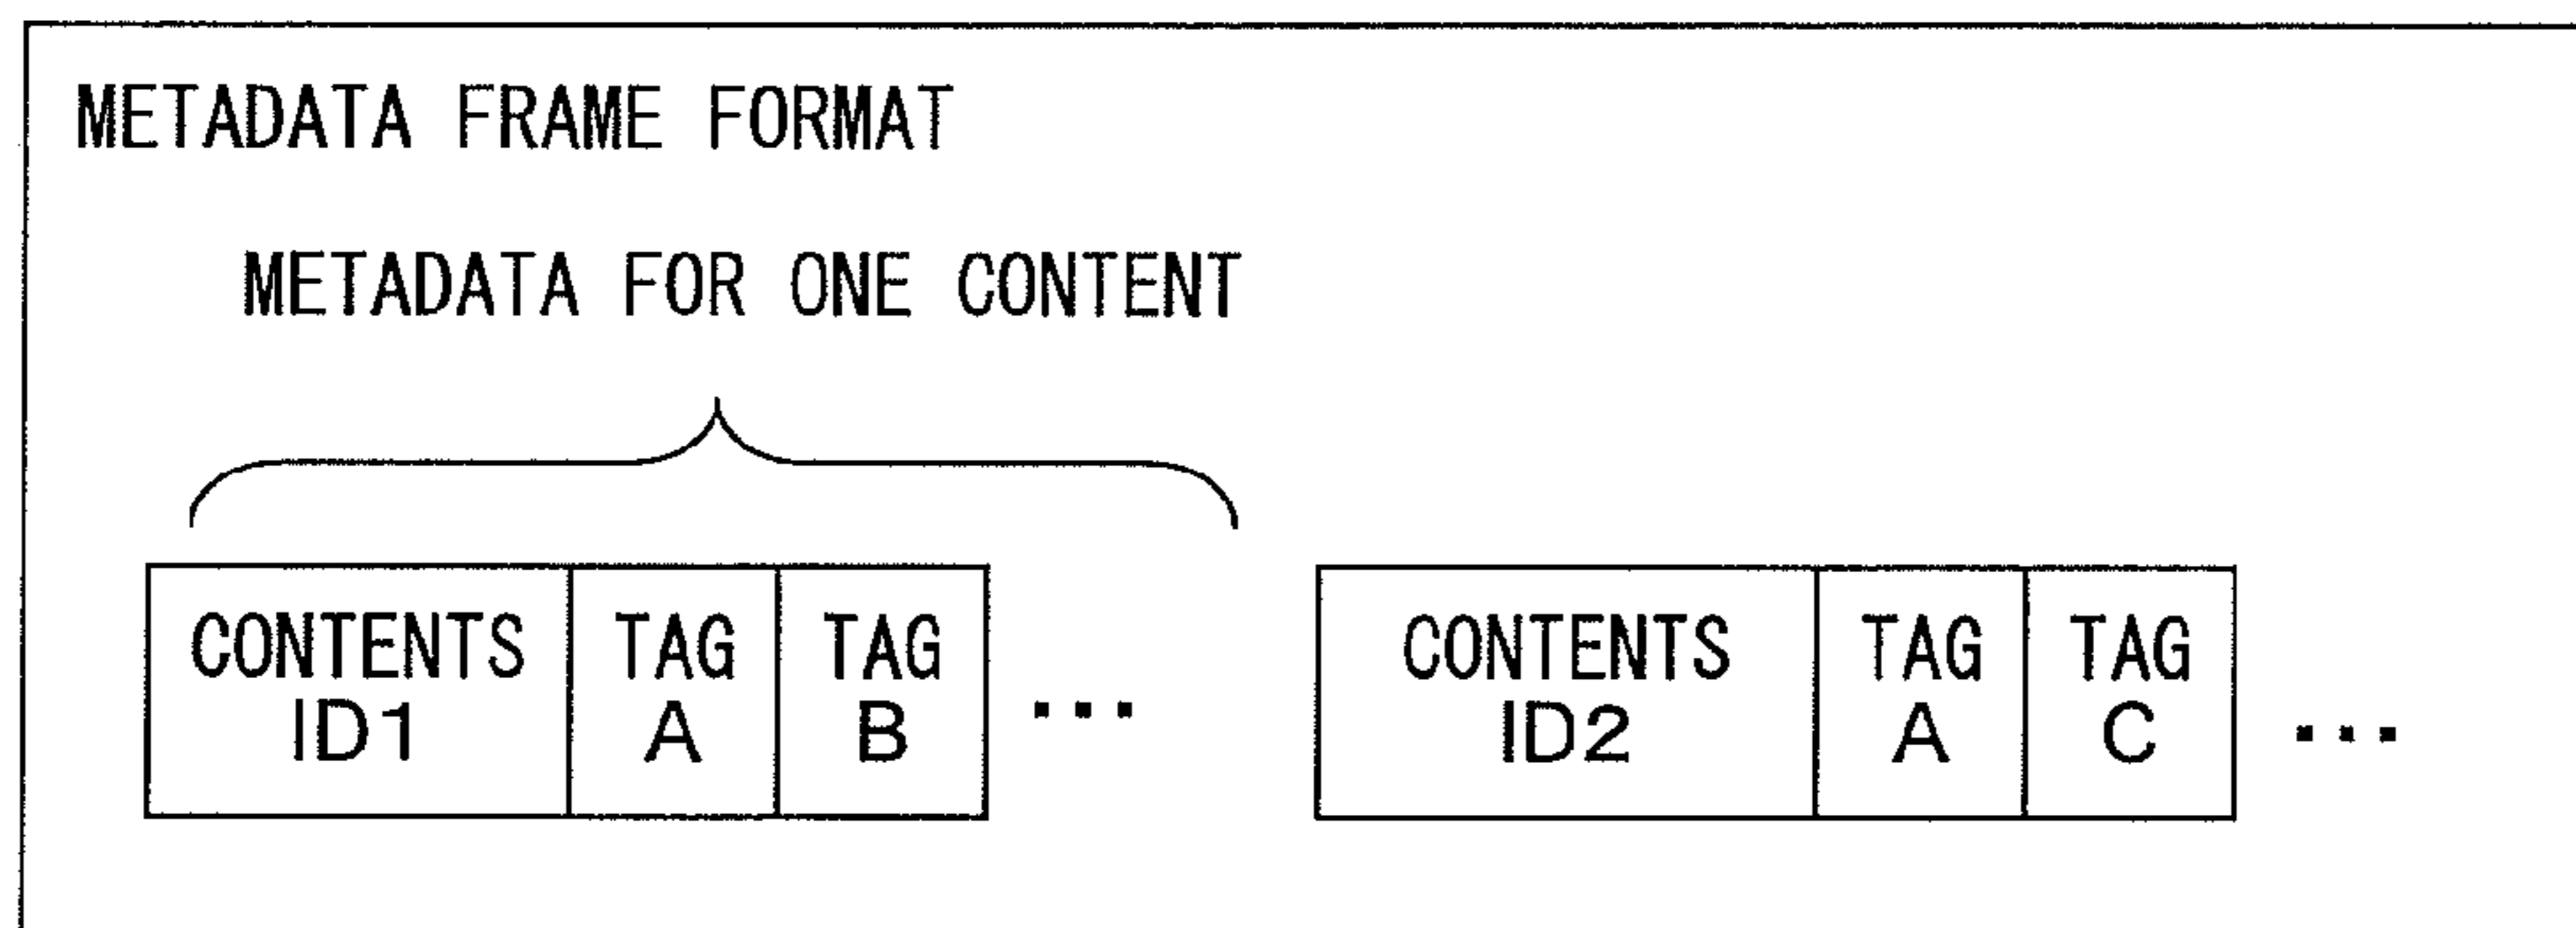 METADATA FRAME FORMAT
METADATA FOR ONE CONTENT
CONTENTS TAG TAG CONTENTS TAG TAG
ID1 A B ... ID2 A C ...